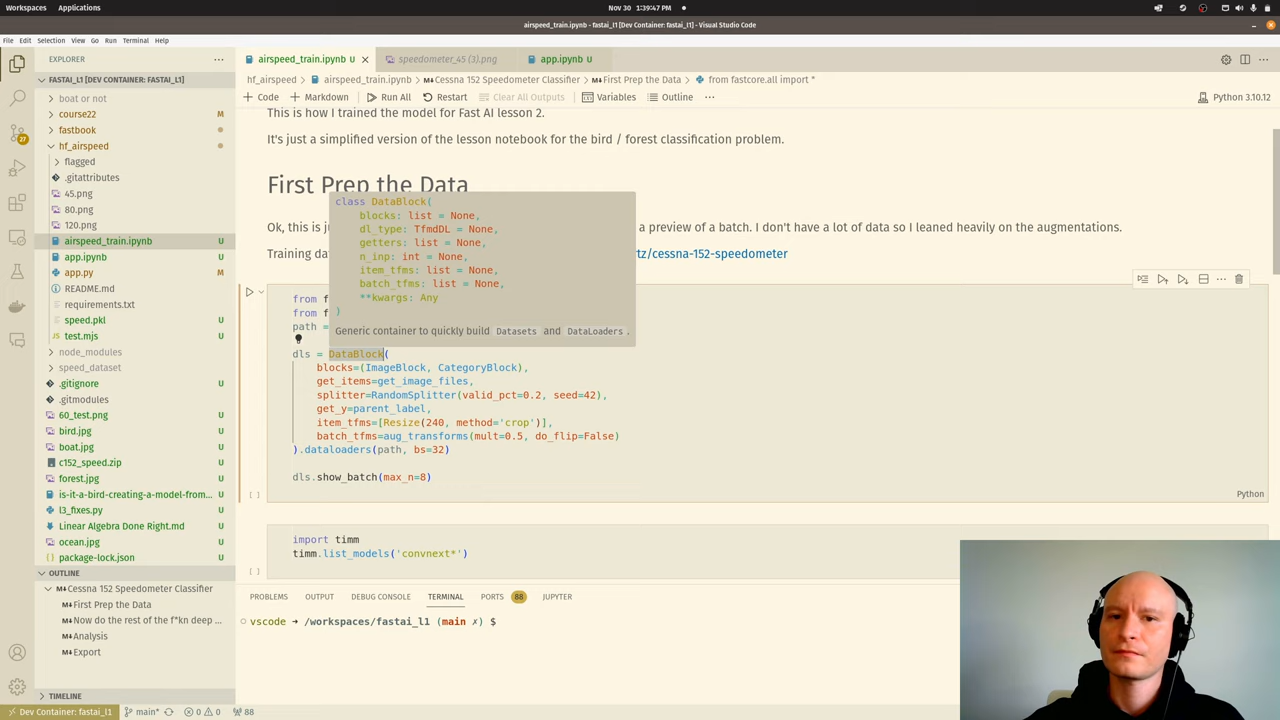 Workspaces Applications Nov 30 1:39:47 PM
airspeed_train.ipynb - fastai_l1 [Dev Container: fastai_l1] - Visual Studio Code
File Edit Selection View Go Run Terminal Help
EXPLORER
FASTAI_L1 [DEV CONTAINER: FASTAI_L1]
boat or not
course22 M
fastbook
hf_airspeed
flagged
.gitattributes
45.png
80.png
120.png
airspeed_train.ipynb U
app.ipynb U
app.py M
README.md
requirements.txt
speed.pkl U
test.mjs U
node_modules
speed_dataset
.gitignore U
.gitmodules
60_test.png U
bird.jpg U
boat.jpg U
c152_speed.zip U
forest.jpg U
is-it-a-bird-creating-a-model-from... U
l3_fixes.py U
Linear Algebra Done Right.md U
ocean.jpg U
package-lock.json U
OUTLINE
Cessna 152 Speedometer Classifier
First Prep the Data
Now do the rest of the f*kn deep ...
Analysis
Export
TIMELINE
27
airspeed_train.ipynb U speedometer_45 (3).png app.ipynb U
hf_airspeed > airspeed_train.ipynb > Cessna 152 Speedometer Classifier > First Prep the Data > from fastcore.all import *
+ Code + Markdown Run All Restart Clear All Outputs Variables Outline ... Python 3.10.12
This is how I trained the model for Fast AI lesson 2.
It's just a simplified version of the lesson notebook for the bird / forest classification problem.
First Prep the Data
Ok, this is ju a preview of a batch. I don't have a lot of data so I leaned heavily on the augmentations.
Training da tz/cessna-152-speedometer
class DataBlock(
blocks: list = None,
dl_type: TfmdDL = None,
getters: list = None,
n_inp: int = None,
item_tfms: list = None,
batch_tfms: list = None,
**kwargs: Any
)
Generic container to quickly build Datasets and DataLoaders.
from f
from f
path =
dls = DataBlock(
blocks=(ImageBlock, CategoryBlock),
get_items=get_image_files,
splitter=RandomSplitter(valid_pct=0.2, seed=42),
get_y=parent_label,
item_tfms=[Resize(240, method='crop')],
batch_tfms=aug_transforms(mult=0.5, do_flip=False)
).dataloaders(path, bs=32)
dls.show_batch(max_n=8)
[ ] Python
import timm
timm.list_models('convnext*')
[ ]
PROBLEMS OUTPUT DEBUG CONSOLE TERMINAL PORTS 88 JUPYTER
vscode → /workspaces/fastai_l1 (main ✗) $
Dev Container: fastai_l1 main* 0 0 88